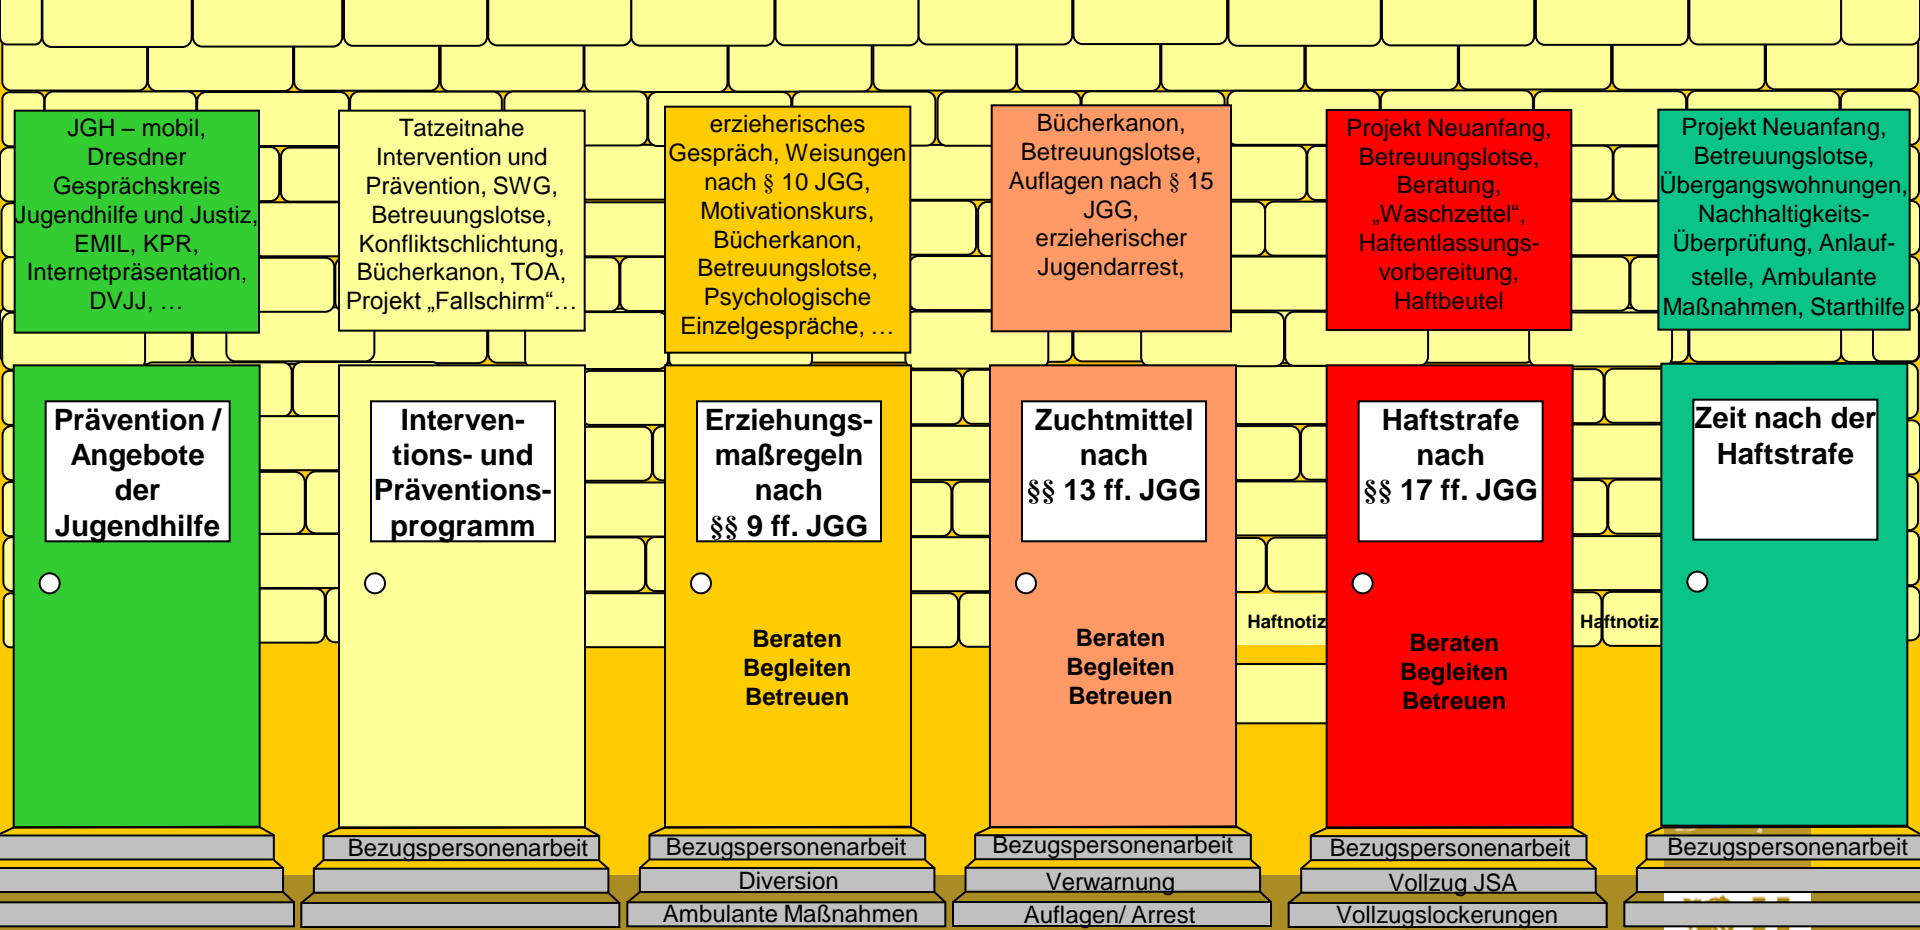 JGH – mobil,
Dresdner
Gesprächskreis
Jugendhilfe und Justiz,
EMIL, KPR,
Internetpräsentation,
DVJJ, …
Tatzeitnahe
Intervention und
Prävention, SWG,
Betreuungslotse,
Konfliktschlichtung,
Bücherkanon, TOA,
Projekt „Fallschirm“…
erzieherisches
Gespräch, Weisungen
nach § 10 JGG,
Motivationskurs,
Bücherkanon,
Betreuungslotse,
Psychologische
Einzelgespräche, …
Bücherkanon,
Betreuungslotse,
Auflagen nach § 15
JGG,
erzieherischer
Jugendarrest,
Projekt Neuanfang,
Betreuungslotse,
Beratung,
„Waschzettel“,
Haftentlassungs-
vorbereitung,
Haftbeutel
Projekt Neuanfang,
Betreuungslotse,
Übergangswohnungen,
Nachhaltigkeits-
Überprüfung, Anlauf-
stelle, Ambulante
Maßnahmen, Starthilfe
Prävention /
Angebote
der
Jugendhilfe
Interven-
tions- und
Präventions-
programm
Erziehungs-
maßregeln
nach
§§ 9 ff. JGG
Beraten
Begleiten
Betreuen
Zuchtmittel
nach
§§ 13 ff. JGG
Beraten
Begleiten
Betreuen
Haftnotiz
Haftstrafe
nach
§§ 17 ff. JGG
Beraten
Begleiten
Betreuen
Haftnotiz
Zeit nach der
Haftstrafe
Bezugspersonenarbeit
Bezugspersonenarbeit
Diversion
Ambulante Maßnahmen
Bezugspersonenarbeit
Verwarnung
Auflagen/ Arrest
Bezugspersonenarbeit
Vollzug JSA
Vollzugslockerungen
Bezugspersonenarbeit